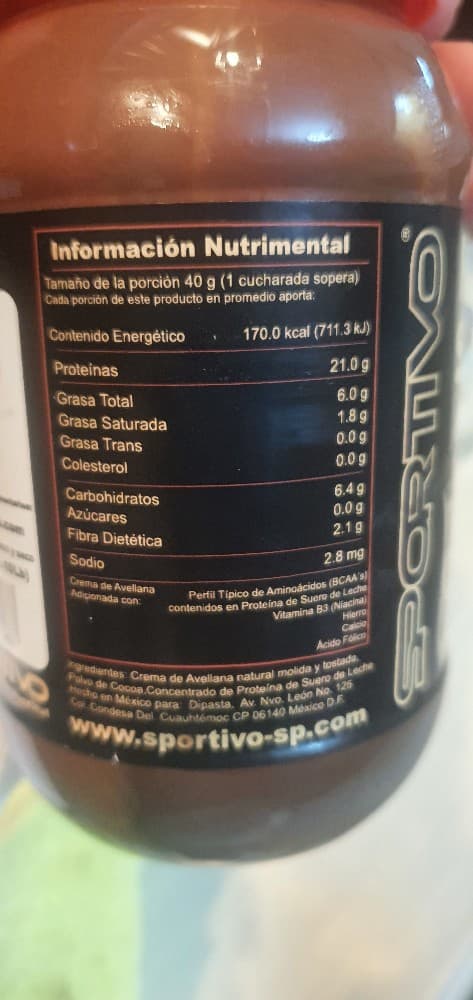 Información Nutrimental
Tamaño de la porción 40 g (1 cucharada sopera)
Cada porción de este producto en promedio aporta:
Contenido Energético 170.0 kcal (711.3 kJ)
Proteínas 21.0 g
Grasa Total 6.0 g
Grasa Saturada 1.8 g
Grasa Trans 0.0 g
Colesterol 0.0 g
Carbohidratos 6.4 g
Azúcares 0.0 g
Fibra Dietética 2.1 g
Sodio 2.8 mg
Crema de Avellana
Adicionada con:
Perfil Típico de Aminoácidos (BCAA's)
contenidos en Proteína de Suero de Leche
Vitamina B3 (Niacina)
Hierro
Calcio
Ácido Fólico
Ingredientes: Crema de Avellana natural molida y tostada,
Polvo de Cocoa,Concentrado de Proteína de Suero de Leche
Hecho en México para: Dipasta, Av. Nvo. León No. 125
Col. Condesa Del. Cuauhtémoc CP 06140 México D.F.
www.sportivo-sp.com
SPORTIVO®